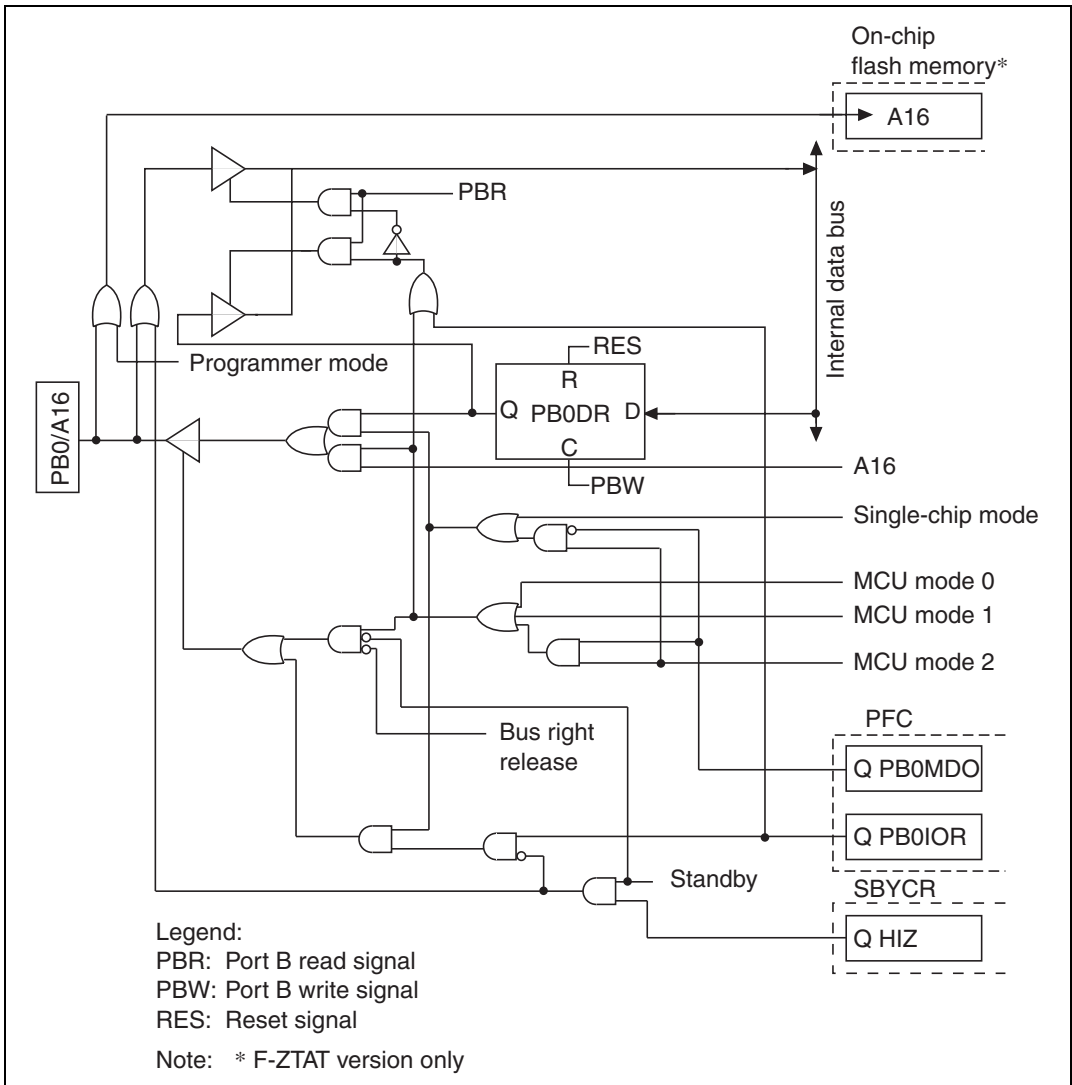 On-chip
flash memory*
A16
PBR
Internal data bus
Programmer mode
RES
R
Q PB0DR D
C
PBW
PB0/A16
A16
Single-chip mode
MCU mode 0
MCU mode 1
MCU mode 2
PFC
Bus right
release
Q PB0MDO
Q PB0IOR
Standby
SBYCR
Q HIZ
Legend:
PBR: Port B read signal
PBW: Port B write signal
RES: Reset signal
Note: * F-ZTAT version only